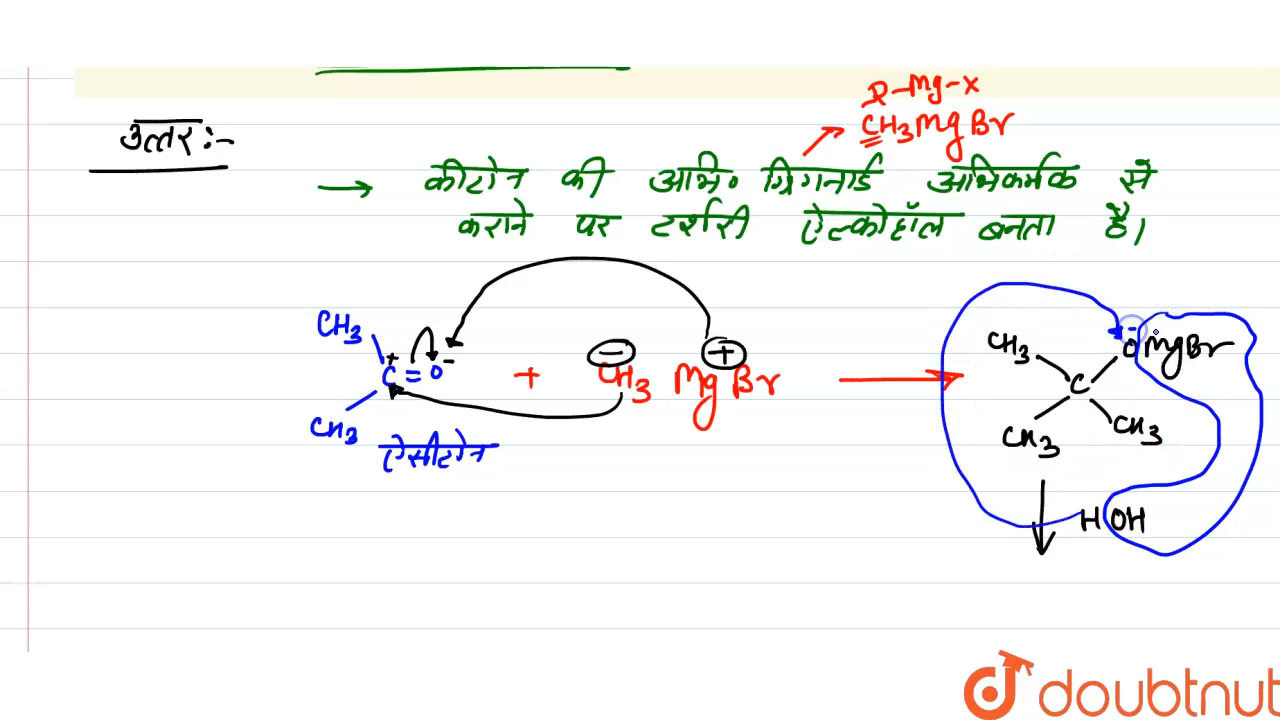 R-Mg-X
उत्तर:-
CH3MgBr
→ कीटोन की अभि० ग्रिगनार्ड अभिकर्मक से
कराने पर टर्शरी ऐल्कोहॉल बनता है।
CH3
+ -
C=O
CH3
ऐसीटोन
+
- +
CH3 MgBr
-
CH3 OMgBr
C
CH3 CH3
H OH
doubtnut